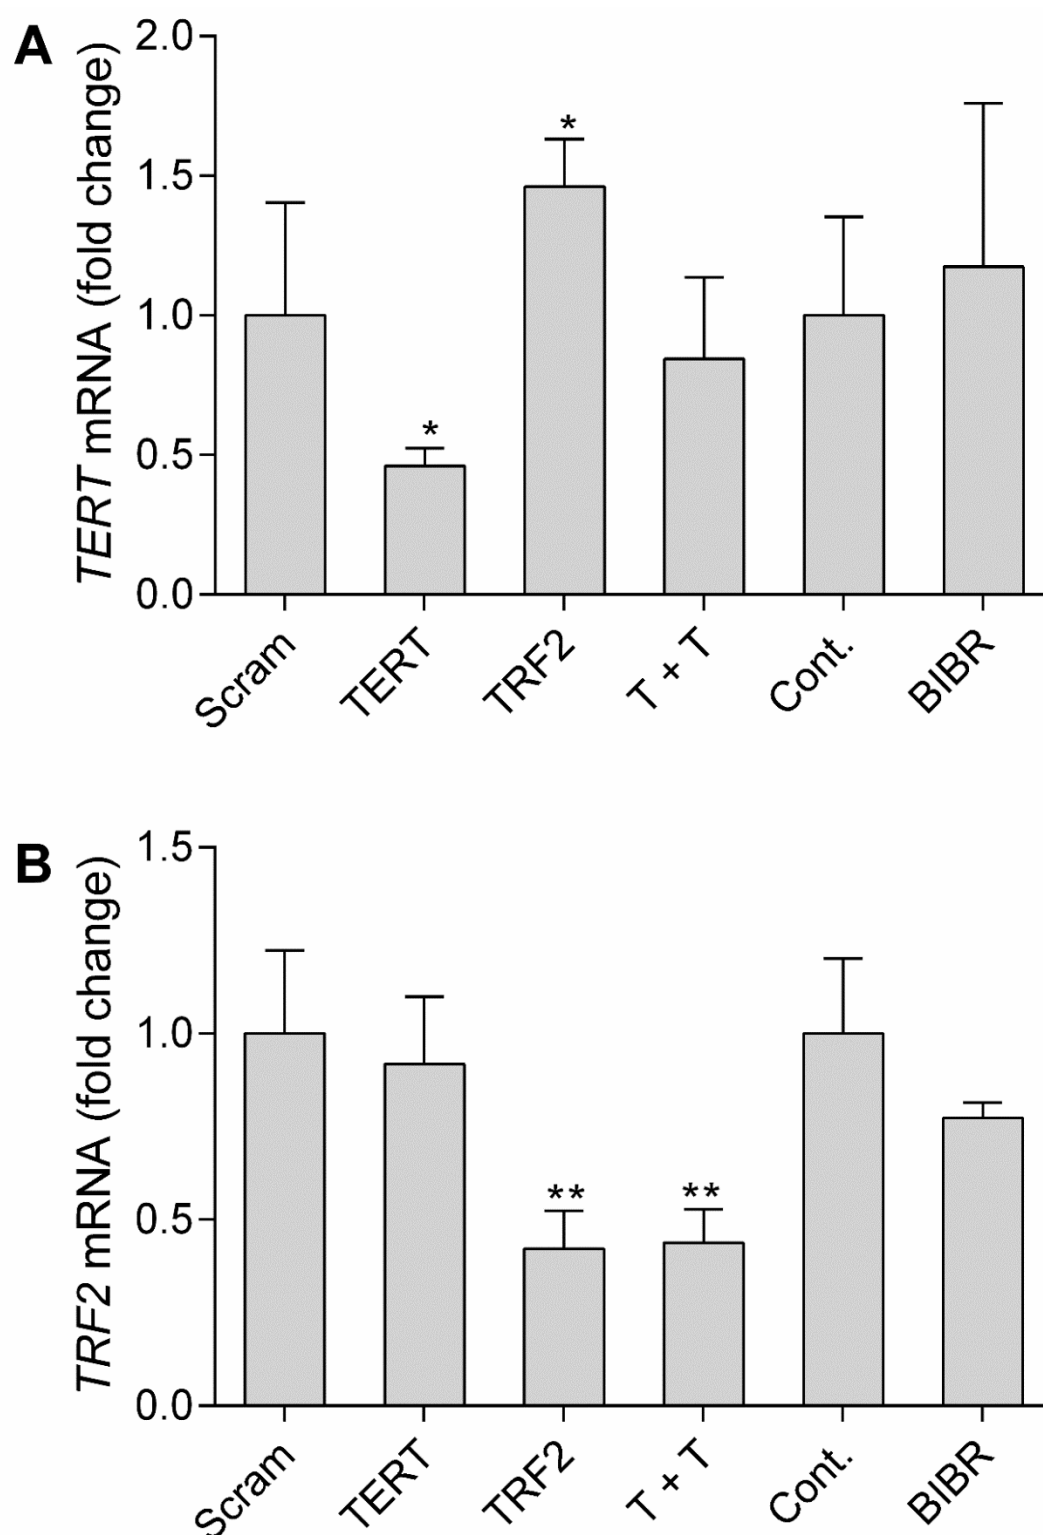 A
TERT mRNA (fold change)
2.0
*
1.5
1.0
*
0.5
0.0
Scram
TERT
TRF2
T + T
Cont.
BIBR
B
TRF2 mRNA (fold change)
1.5
1.0
** **
0.5
0.0
Scram
TERT
TRF2
T + T
Cont.
BIBR